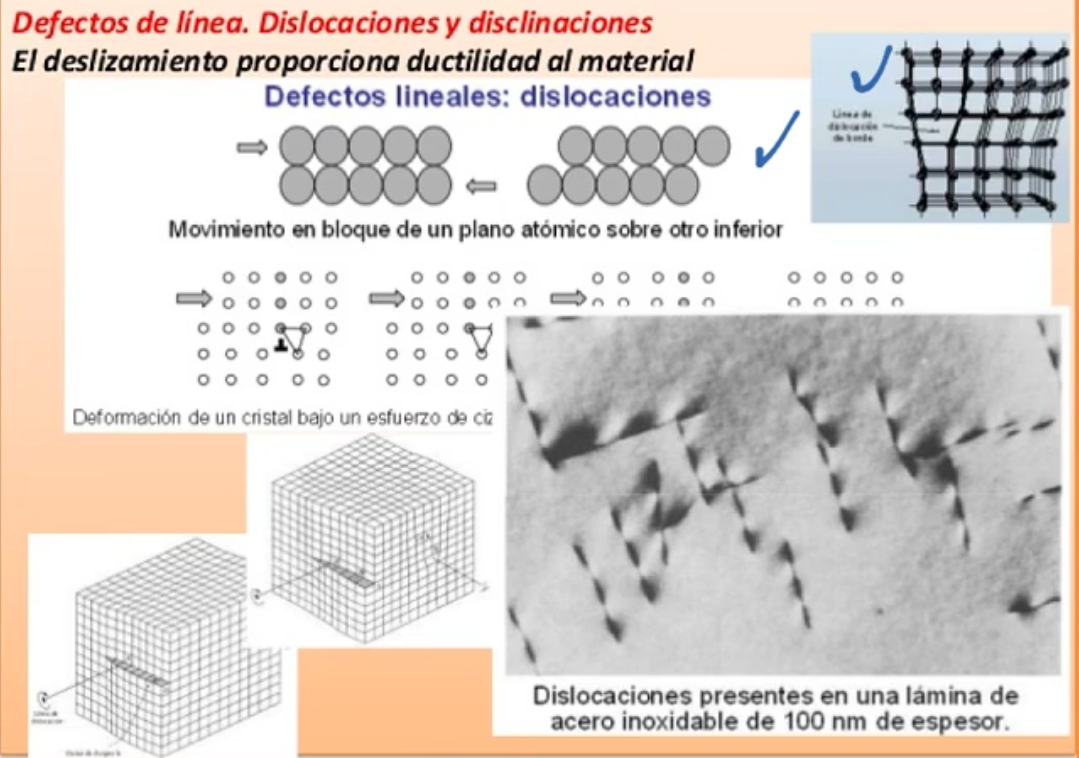 Defectos de línea. Dislocaciones y disclinaciones
El deslizamiento proporciona ductilidad al material
Defectos lineales: dislocaciones
Línea de
dislocación
de borde
Movimiento en bloque de un plano atómico sobre otro inferior
Deformación de un cristal bajo un esfuerzo de ciz
Dislocaciones presentes en una lámina de
acero inoxidable de 100 nm de espesor.